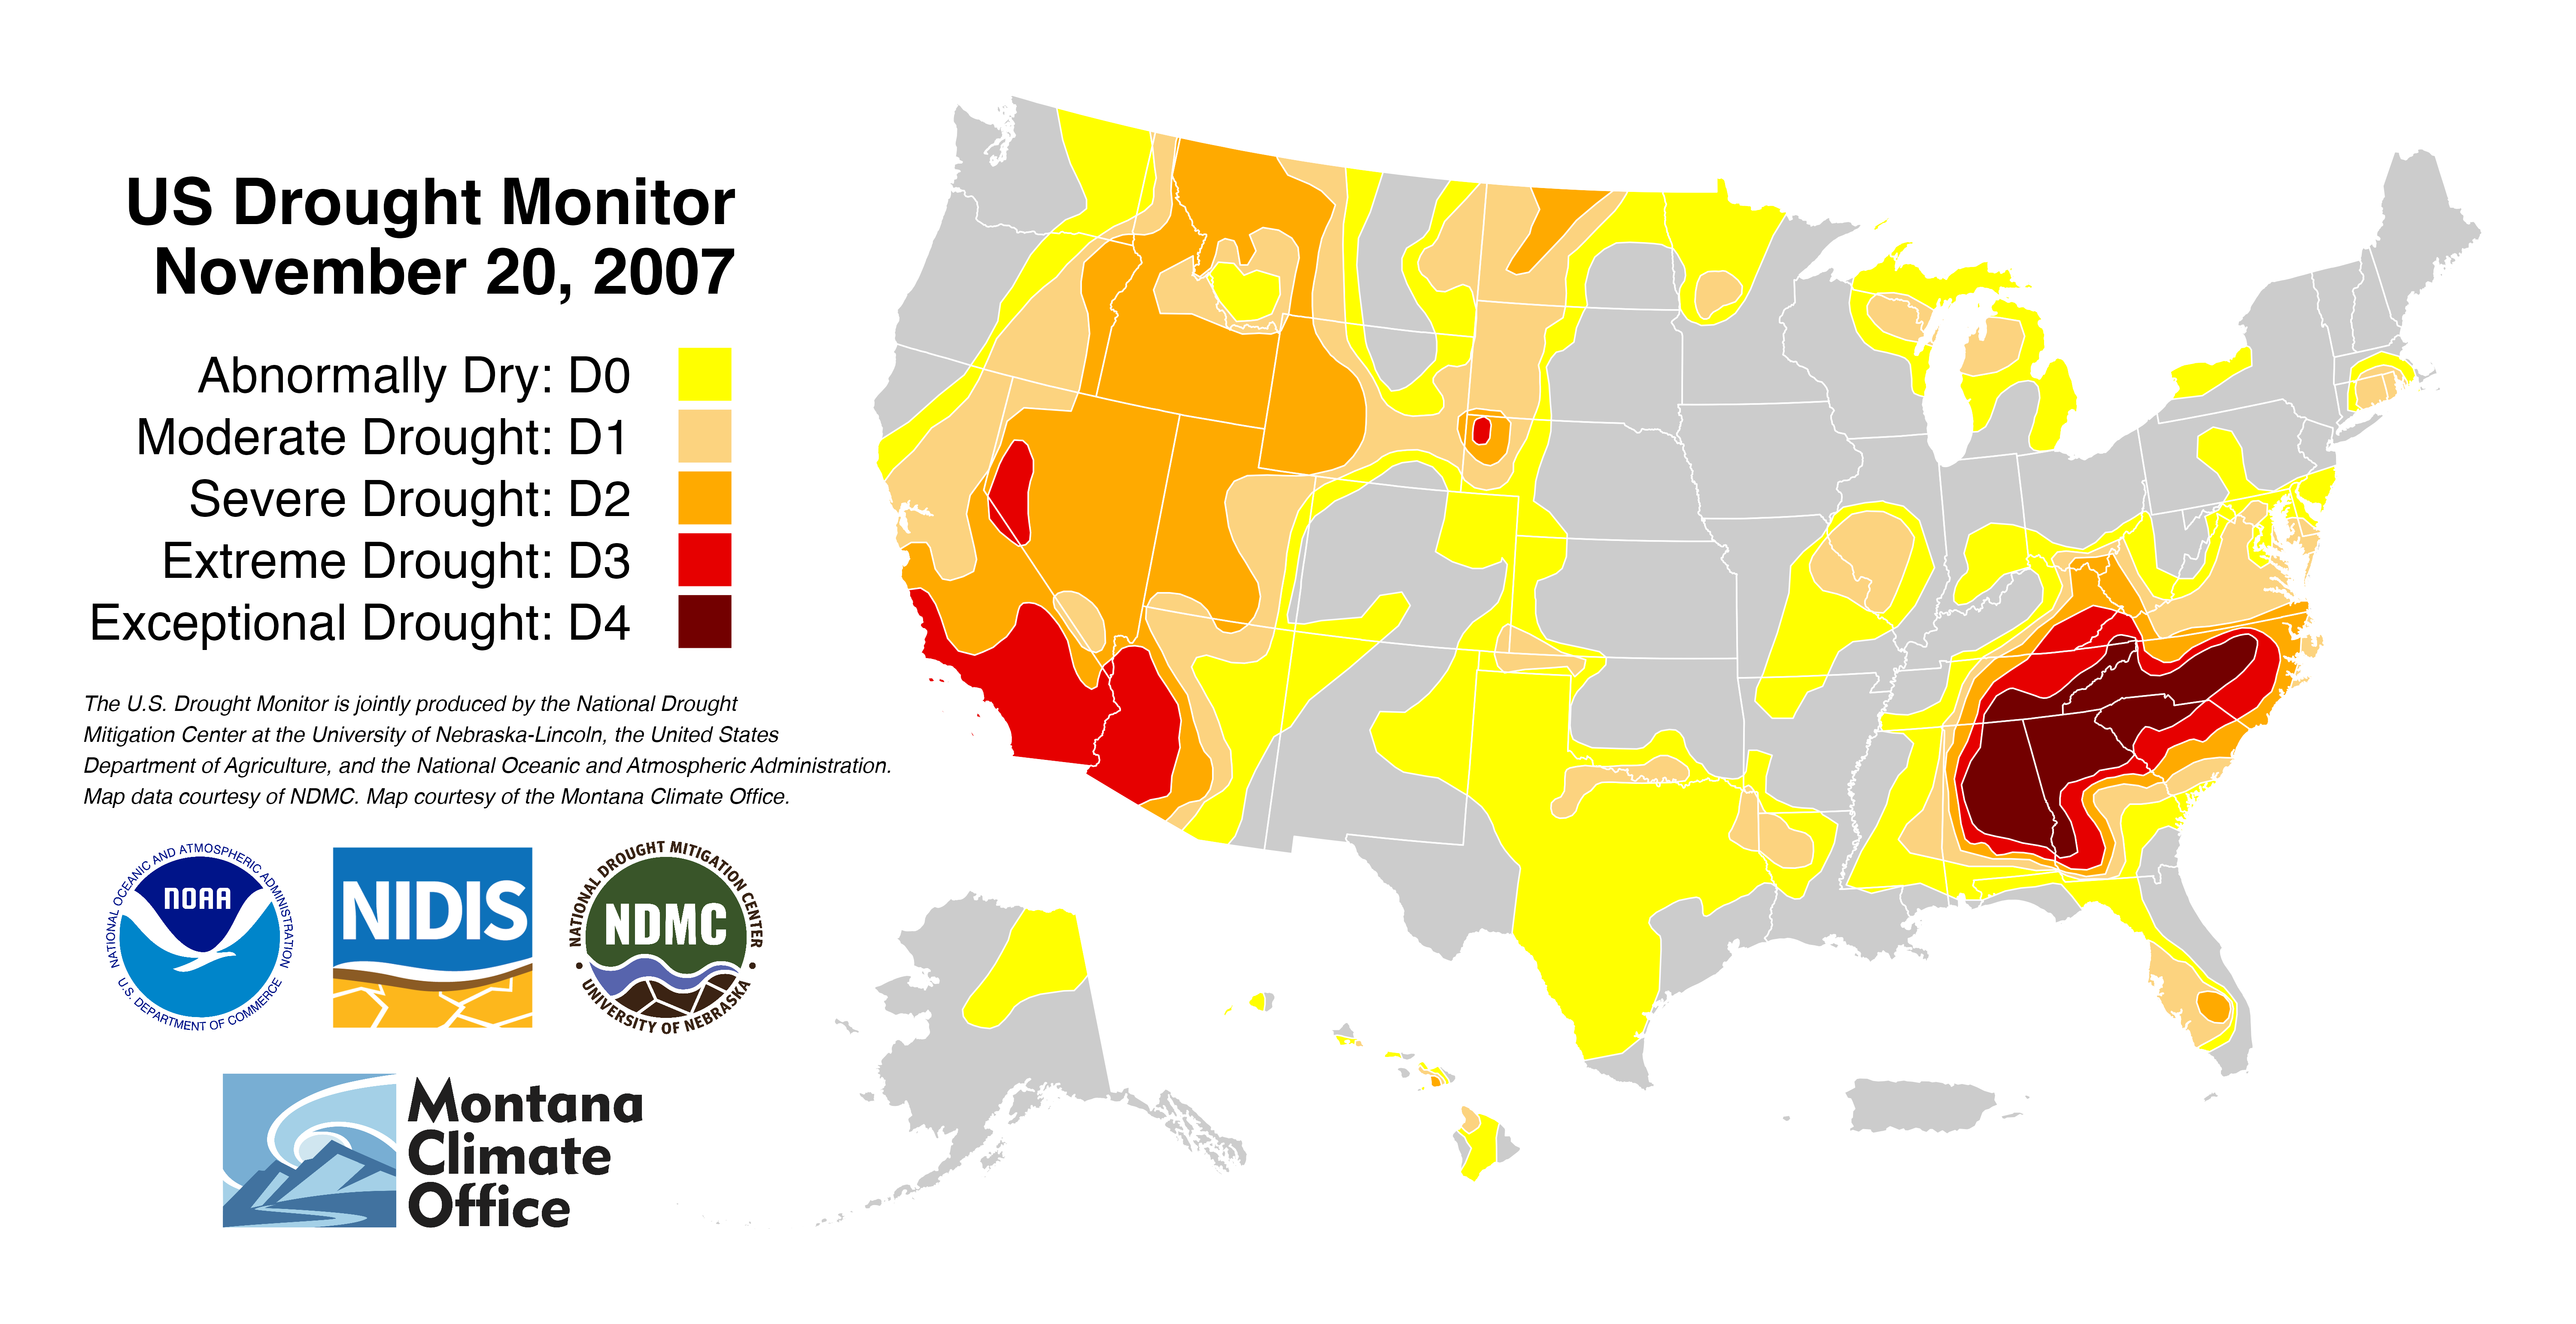 US Drought Monitor
November 20, 2007
Abnormally Dry: D0
Moderate Drought: D1
Severe Drought: D2
Extreme Drought: D3
Exceptional Drought: D4
The U.S. Drought Monitor is jointly produced by the National Drought
Mitigation Center at the University of Nebraska-Lincoln, the United States
Department of Agriculture, and the National Oceanic and Atmospheric Administration.
Map data courtesy of NDMC. Map courtesy of the Montana Climate Office.
NATIONAL OCEANIC AND ATMOSPHERIC ADMINISTRATION
NOAA
U.S. DEPARTMENT OF COMMERCE
NIDIS
NATIONAL DROUGHT MITIGATION CENTER
NDMC
UNIVERSITY OF NEBRASKA
Montana
Climate
Office